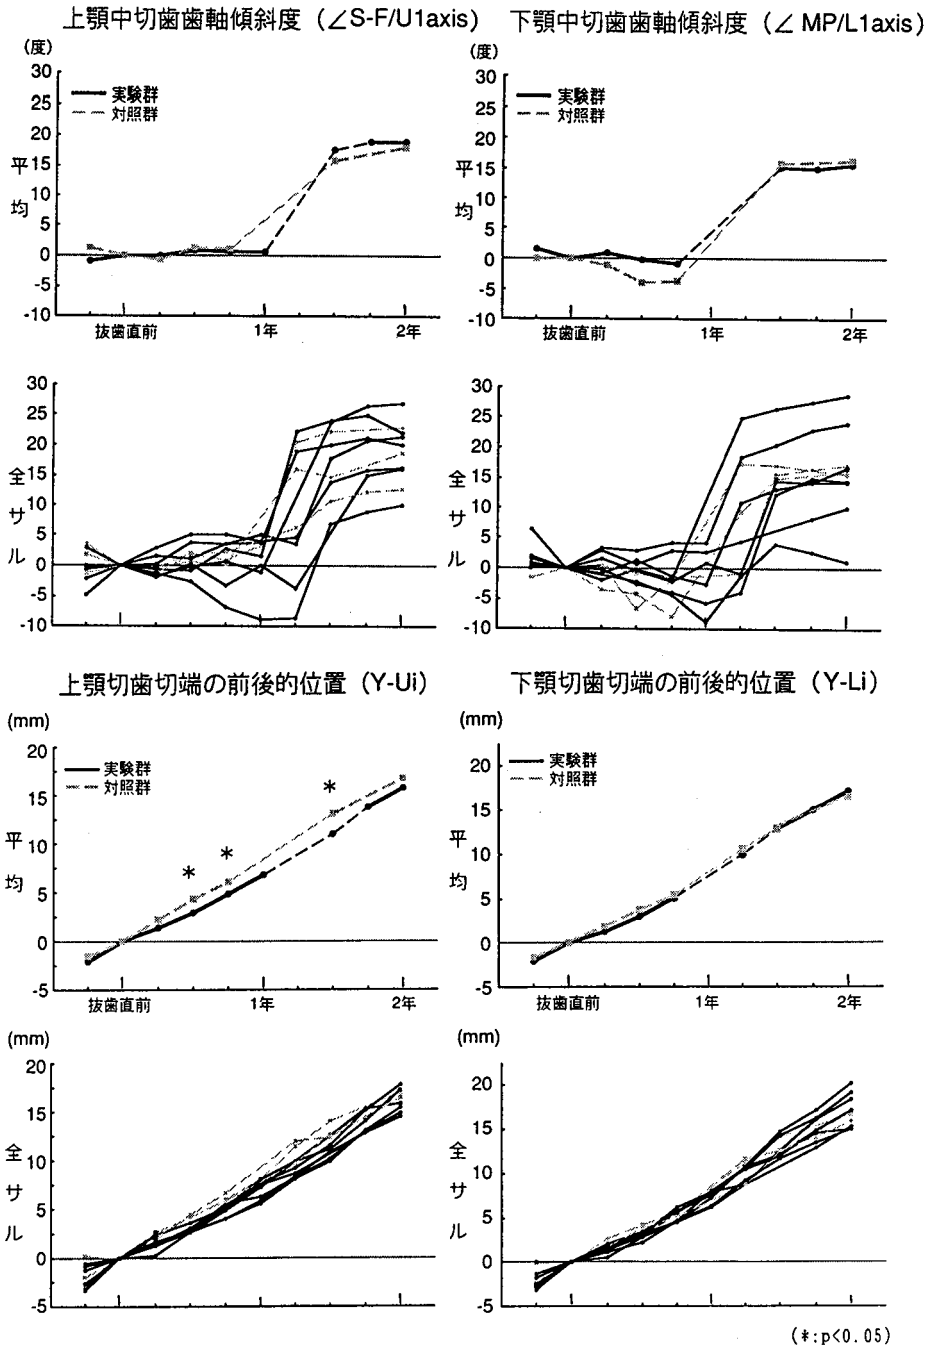 上顎中切歯歯軸傾斜度（∠S-F/U1axis）
(度)
30
25
20
15
10
5
0
-5
-10
平均
実験群
対照群
抜歯直前 1年 2年
下顎中切歯歯軸傾斜度（∠ MP/L1axis）
(度)
30
25
20
15
10
5
0
-5
-10
平均
実験群
対照群
抜歯直前 1年 2年
30
25
20
15
10
5
0
-5
-10
全サル
30
25
20
15
10
5
0
-5
-10
全サル
上顎切歯切端の前後的位置（Y-Ui）
(mm)
20
15
10
5
0
-5
平均
実験群
対照群
* * *
抜歯直前 1年 2年
下顎切歯切端の前後的位置（Y-Li）
(mm)
20
15
10
5
0
-5
平均
実験群
対照群
抜歯直前 1年 2年
(mm)
20
15
10
5
0
-5
全サル
(mm)
20
15
10
5
0
-5
全サル
(*:p<0.05)